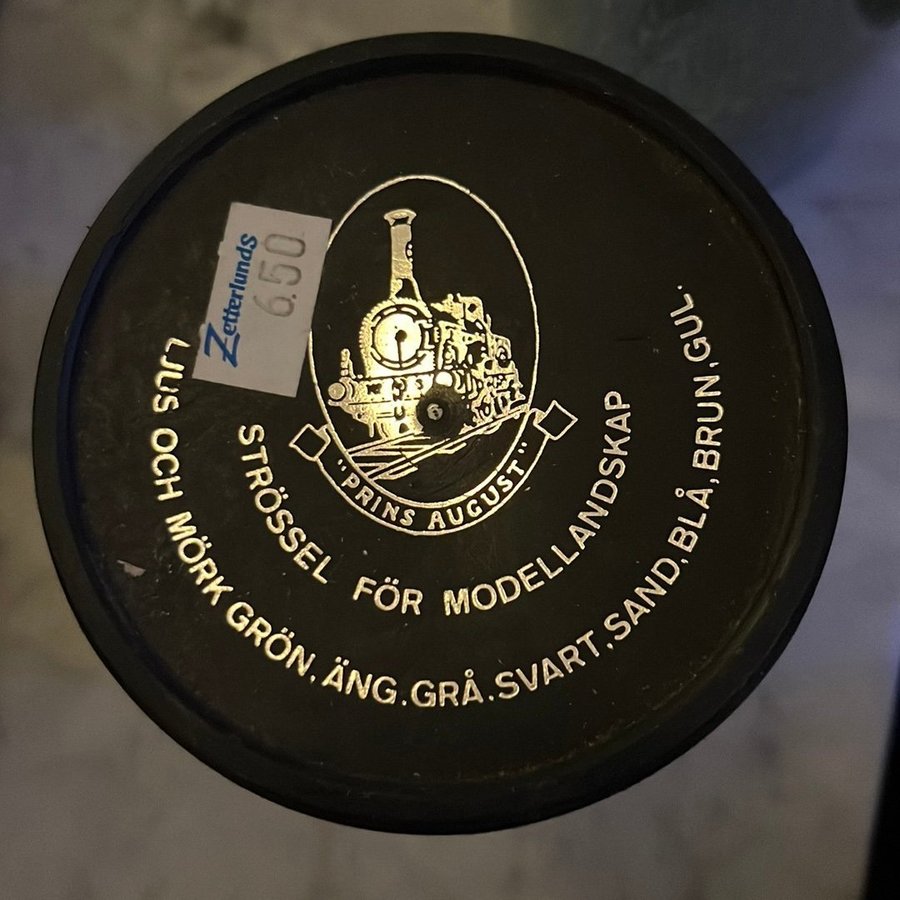 Zetterlunds
6.50
"PRINS AUGUST"
STRÖSSEL FÖR MODELLANDSKAP
LJUS OCH MÖRK GRÖN. ÄNG. GRÅ. SVART, SAND, BLÅ, BRUN, GUL.
6